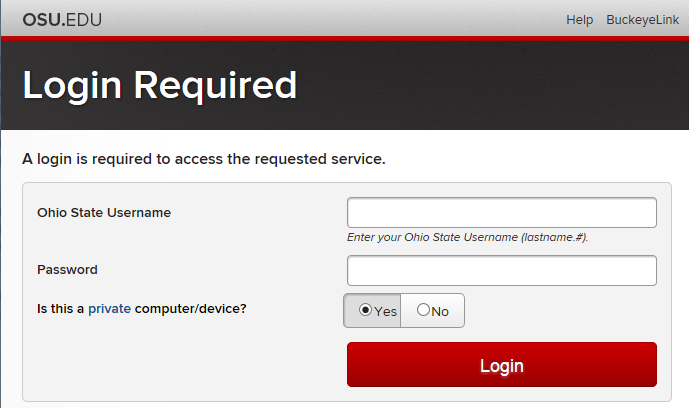 OSU.EDU
Help BuckeyeLink
Login Required
A login is required to access the requested service.
Ohio State Username
Enter your Ohio State Username (lastname.#).
Password
Is this a private computer/device? Yes No
Login